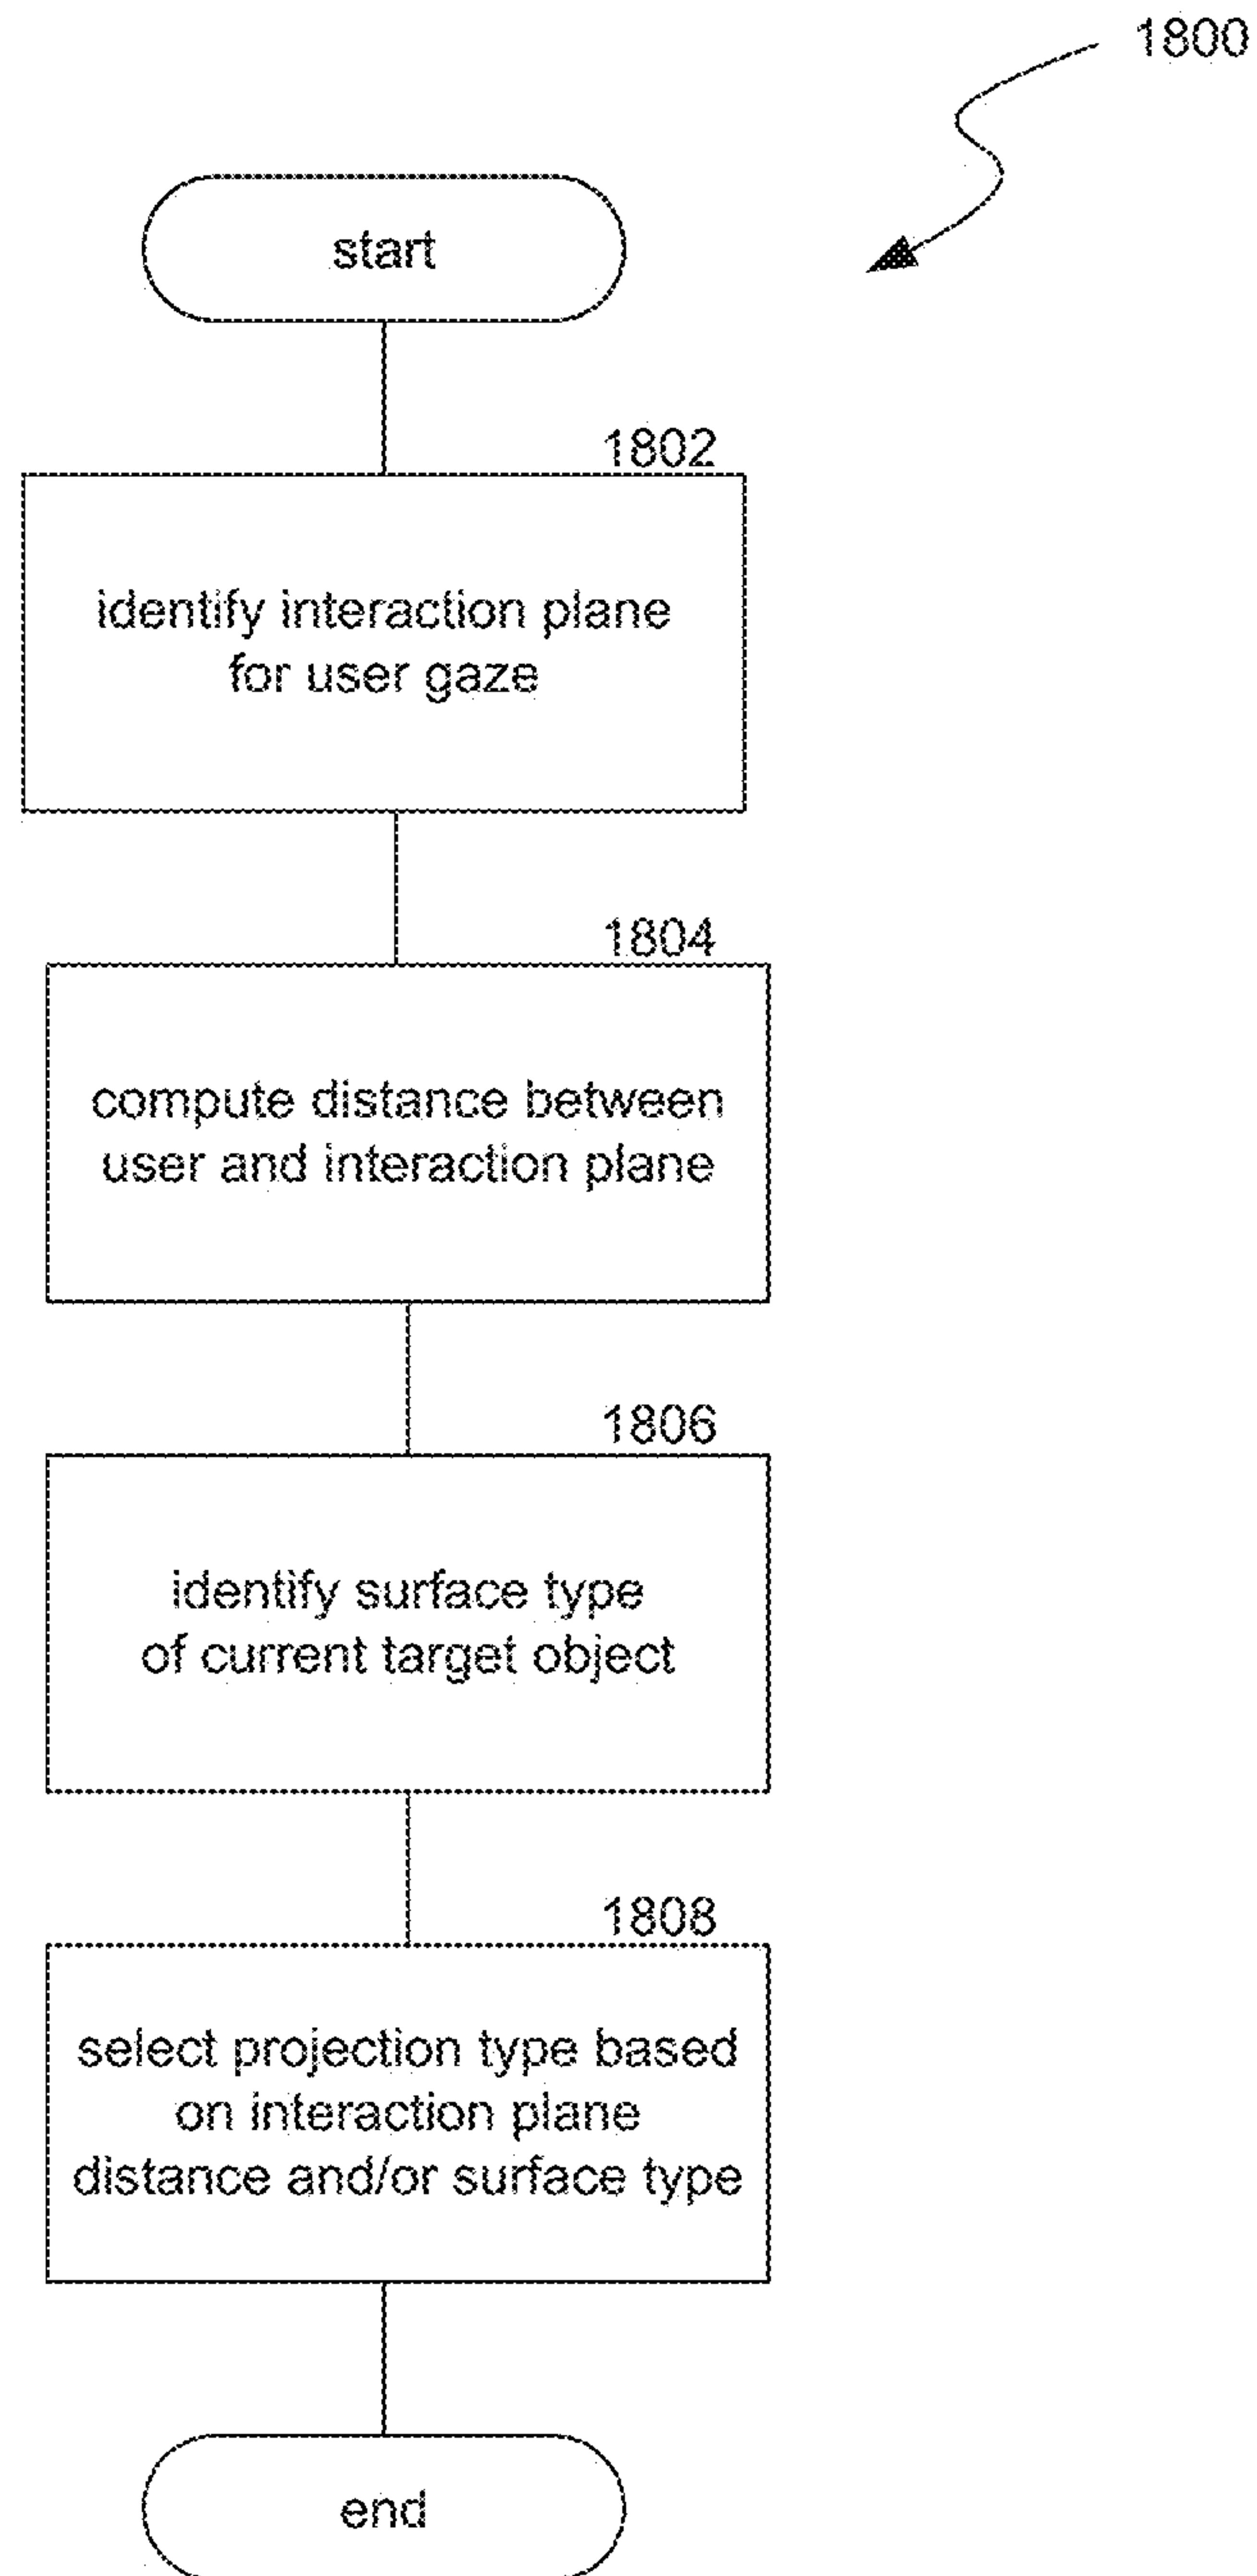 1800
start
1802
identify interaction plane
for user gaze
1804
compute distance between
user and interaction plane
1806
identify surface type
of current target object
1808
select projection type based
on interaction plane
distance and/or surface type
end